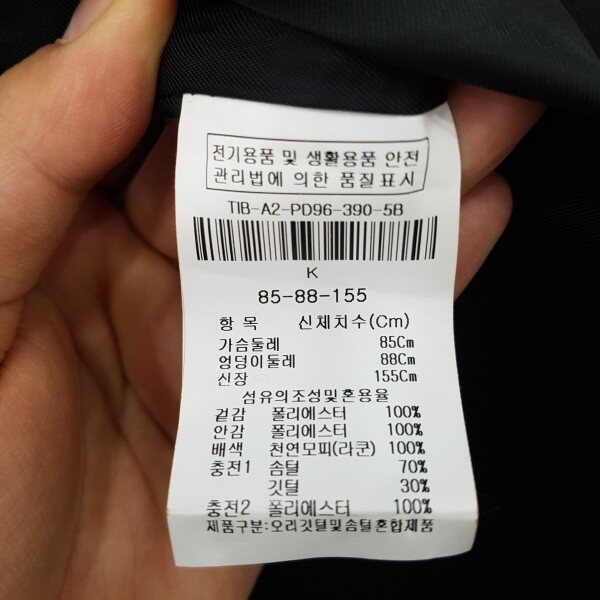 전기용품 및 생활용품 안전
관리법에 의한 품질표시
TIB-A2-PD96-390-5B
K
85-88-155
항 목 신체치수(Cm)
가슴둘레 85Cm
엉덩이둘레 88Cm
신장 155Cm
섬유의조성및혼용율
겉감 폴리에스터 100%
안감 폴리에스터 100%
배색 천연모피(라쿤) 100%
충전1 솜털 70%
깃털 30%
충전2 폴리에스터 100%
제품구분:오리깃털및솜털혼합제품